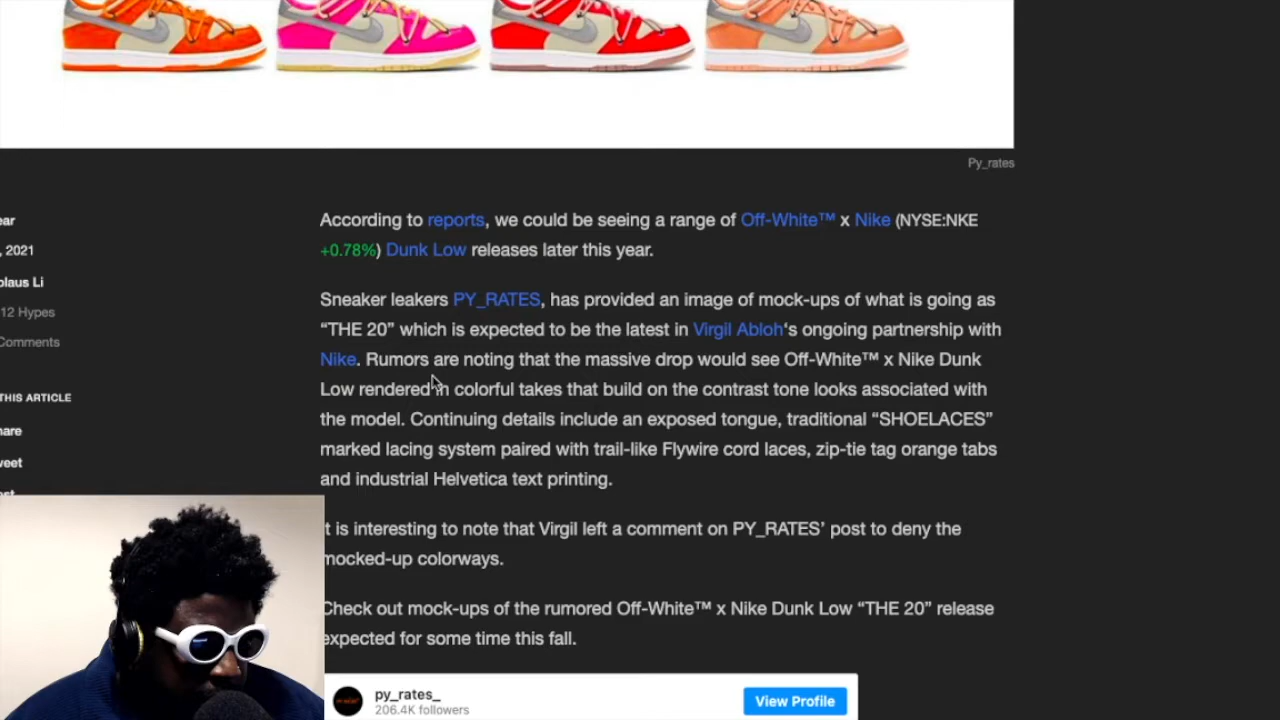 Py_rates
ear
, 2021
olaus Li
12 Hypes
Comments
THIS ARTICLE
hare
weet
According to reports, we could be seeing a range of Off-White™ x Nike (NYSE:NKE
+0.78%) Dunk Low releases later this year.
Sneaker leakers PY_RATES, has provided an image of mock-ups of what is going as
“THE 20” which is expected to be the latest in Virgil Abloh‘s ongoing partnership with
Nike. Rumors are noting that the massive drop would see Off-White™ x Nike Dunk
Low rendered in colorful takes that build on the contrast tone looks associated with
the model. Continuing details include an exposed tongue, traditional “SHOELACES”
marked lacing system paired with trail-like Flywire cord laces, zip-tie tag orange tabs
and industrial Helvetica text printing.
t is interesting to note that Virgil left a comment on PY_RATES’ post to deny the
mocked-up colorways.
Check out mock-ups of the rumored Off-White™ x Nike Dunk Low “THE 20” release
expected for some time this fall.
py_rates_
206.4K followers
View Profile